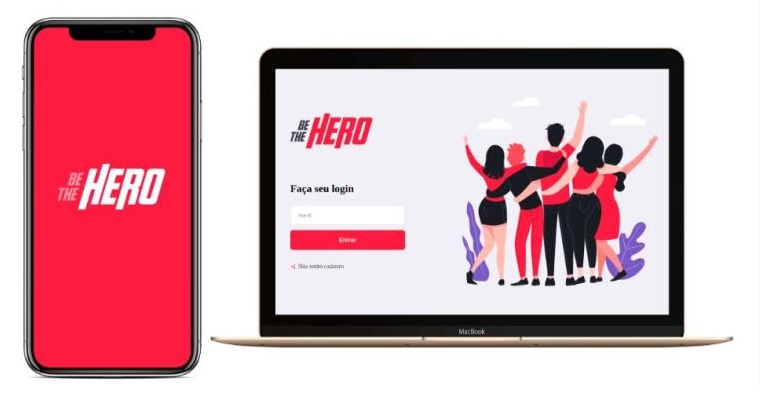 BE
THE HERO
BE
THE HERO
Faça seu login
Sua ID
Entrar
Não tenho cadastro
MacBook